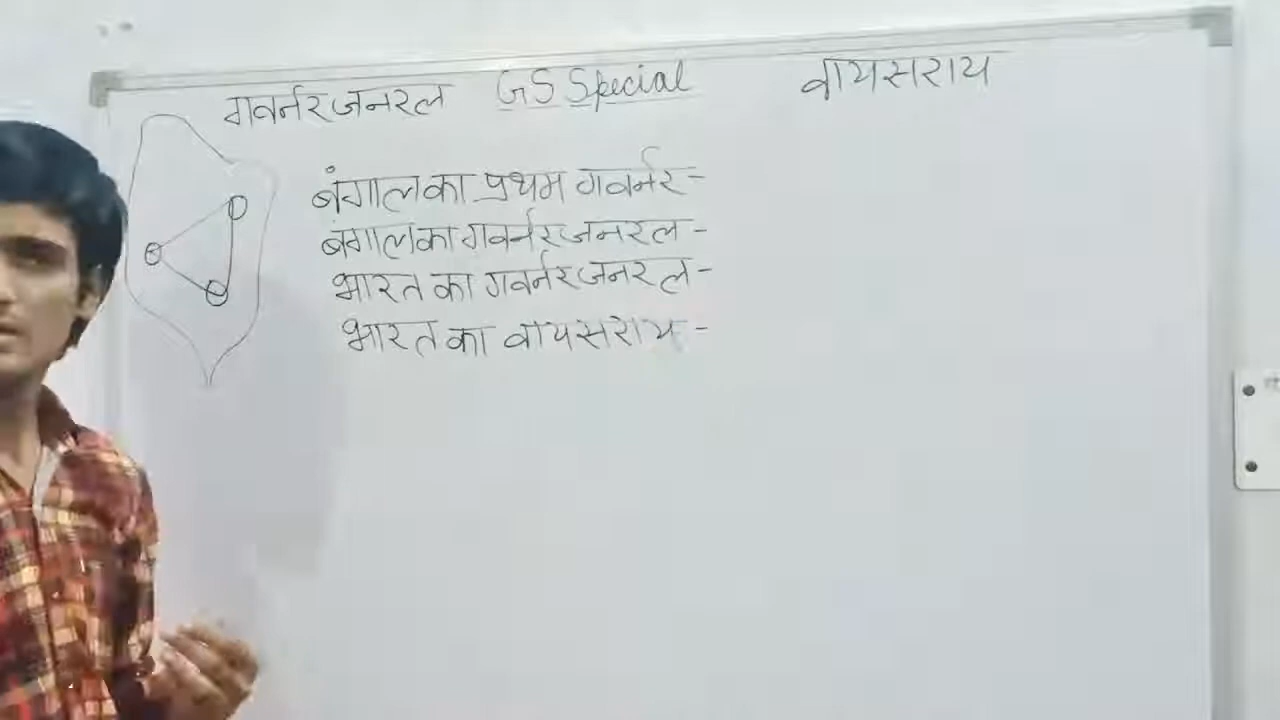 गवर्नर जनरल GS Special वायसराय
बंगाल का प्रथम गवर्नर =
बंगाल का गवर्नर जनरल -
भारत का गवर्नर जनरल -
भारत का वायसराय -